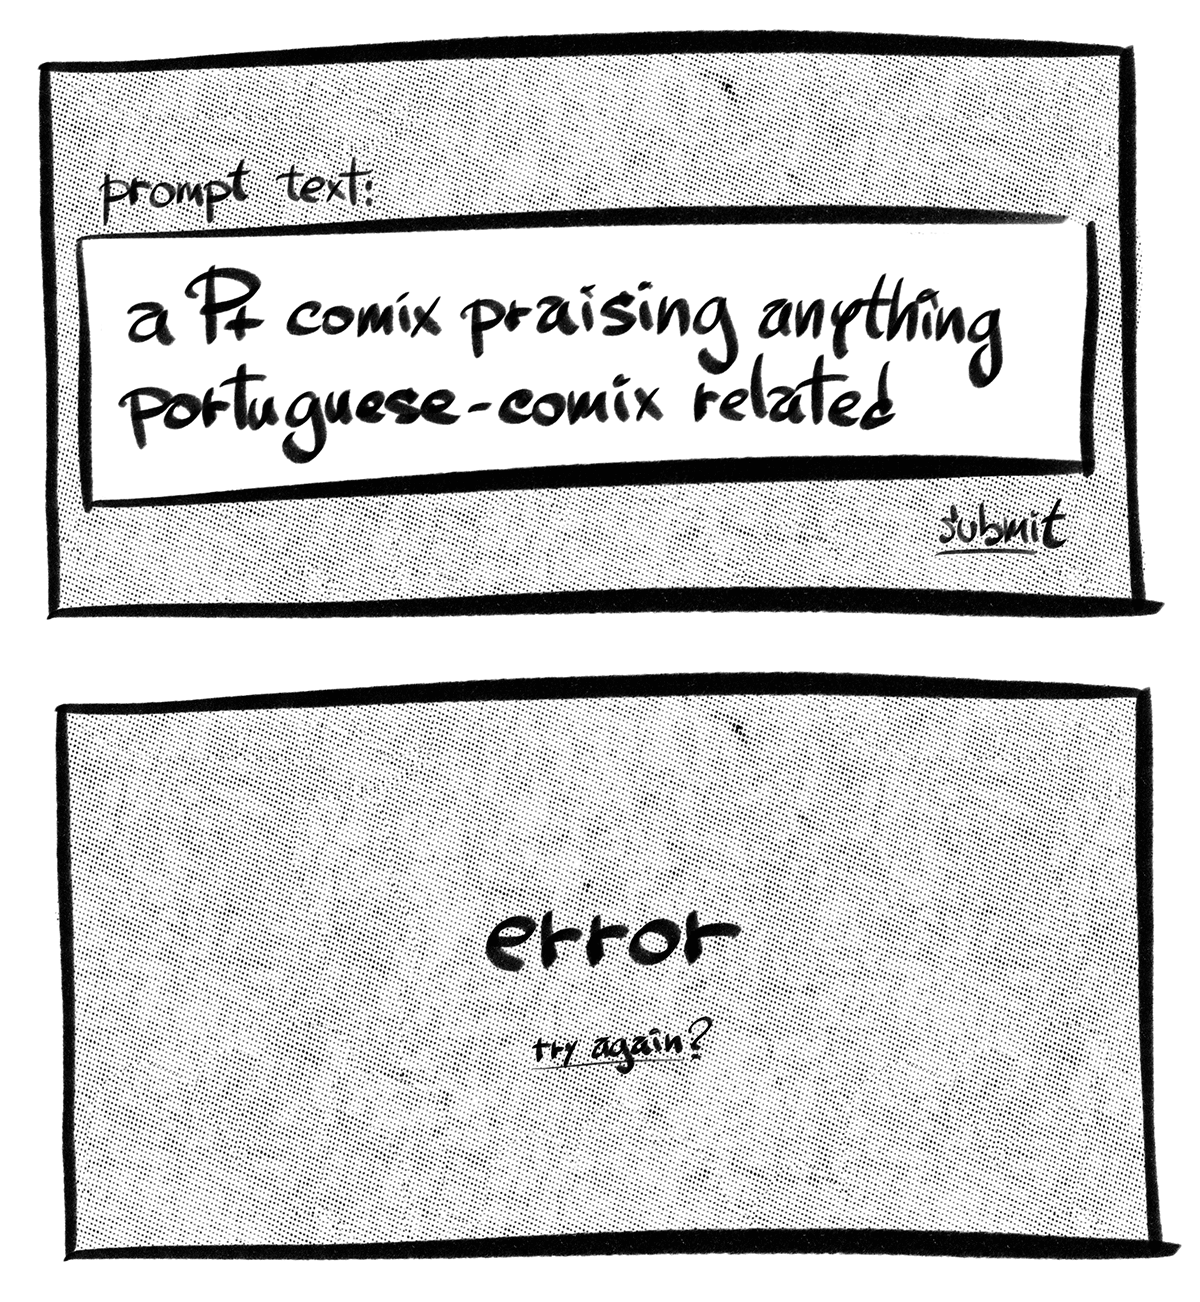 prompt text:
a Pt comix praising anything
portuguese-comix related
submit
error
try again?